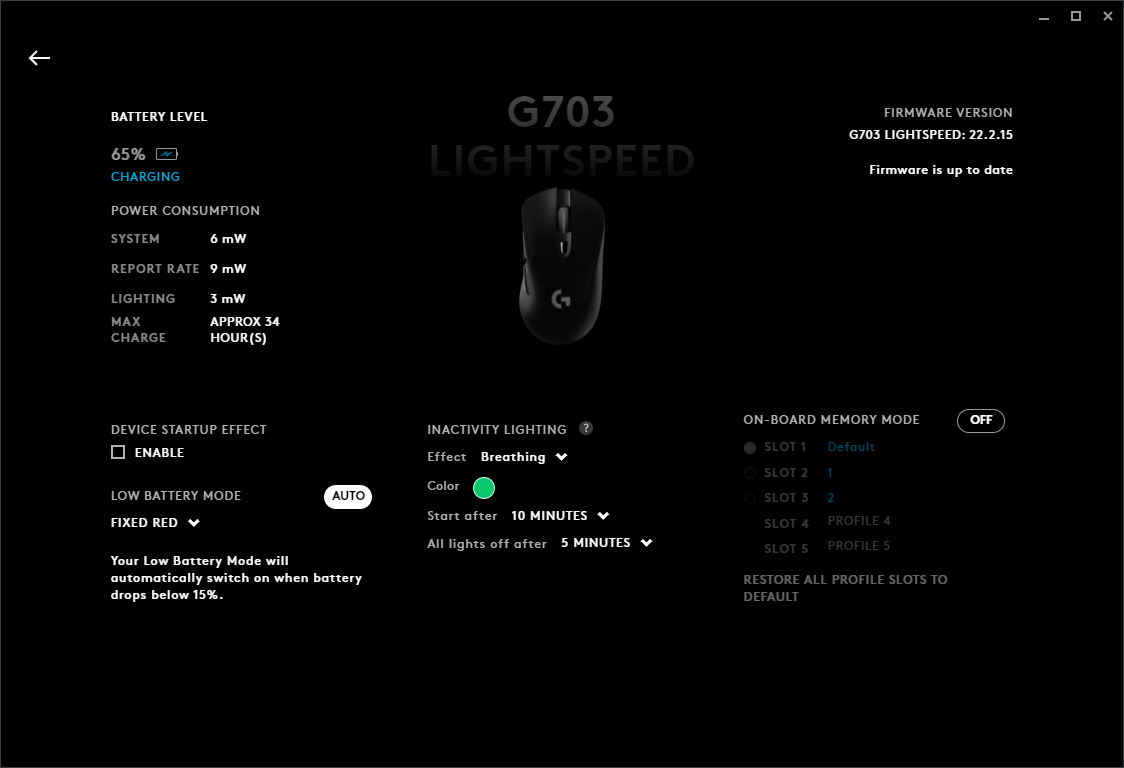 G703
LIGHTSPEED
BATTERY LEVEL
65%
CHARGING
POWER CONSUMPTION
SYSTEM 6 mW
REPORT RATE 9 mW
LIGHTING 3 mW
MAX CHARGE APPROX 34 HOUR(S)
FIRMWARE VERSION
G703 LIGHTSPEED: 22.2.15
Firmware is up to date
DEVICE STARTUP EFFECT
ENABLE
LOW BATTERY MODE AUTO
FIXED RED
Your Low Battery Mode will
automatically switch on when battery
drops below 15%.
INACTIVITY LIGHTING ?
Effect Breathing
Color
Start after 10 MINUTES
All lights off after 5 MINUTES
ON-BOARD MEMORY MODE OFF
SLOT 1 Default
SLOT 2 1
SLOT 3 2
SLOT 4 PROFILE 4
SLOT 5 PROFILE 5
RESTORE ALL PROFILE SLOTS TO
DEFAULT